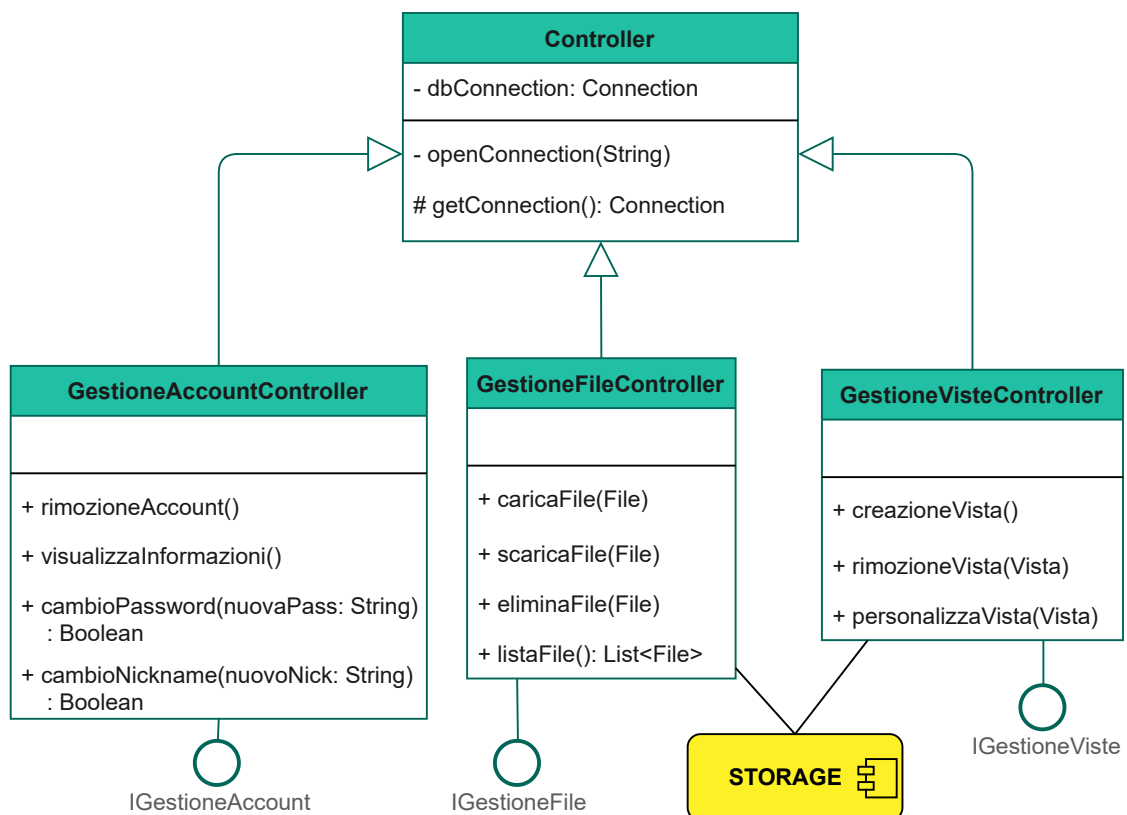 Controller
- dbConnection: Connection
- openConnection(String)
# getConnection(): Connection
GestioneAccountController
+ rimozioneAccount()
+ visualizzaInformazioni()
+ cambioPassword(nuovaPass: String)
: Boolean
+ cambioNickname(nuovoNick: String)
: Boolean
IGestioneAccount
GestioneFileController
+ caricaFile(File)
+ scaricaFile(File)
+ eliminaFile(File)
+ listaFile(): List<File>
IGestioneFile
GestioneVisteController
+ creazioneVista()
+ rimozioneVista(Vista)
+ personalizzaVista(Vista)
IGestioneViste
STORAGE